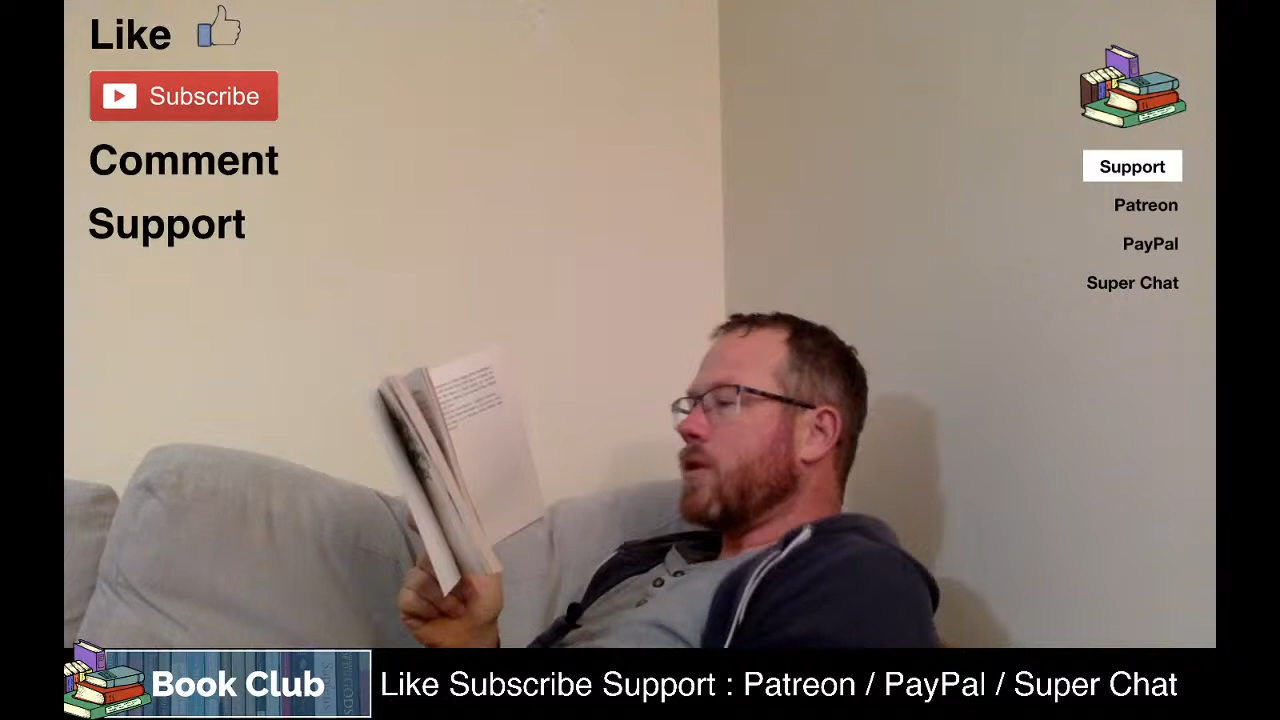 Like
Subscribe
Comment
Support
Support
Patreon
PayPal
Super Chat
Book Club
Like Subscribe Support : Patreon / PayPal / Super Chat